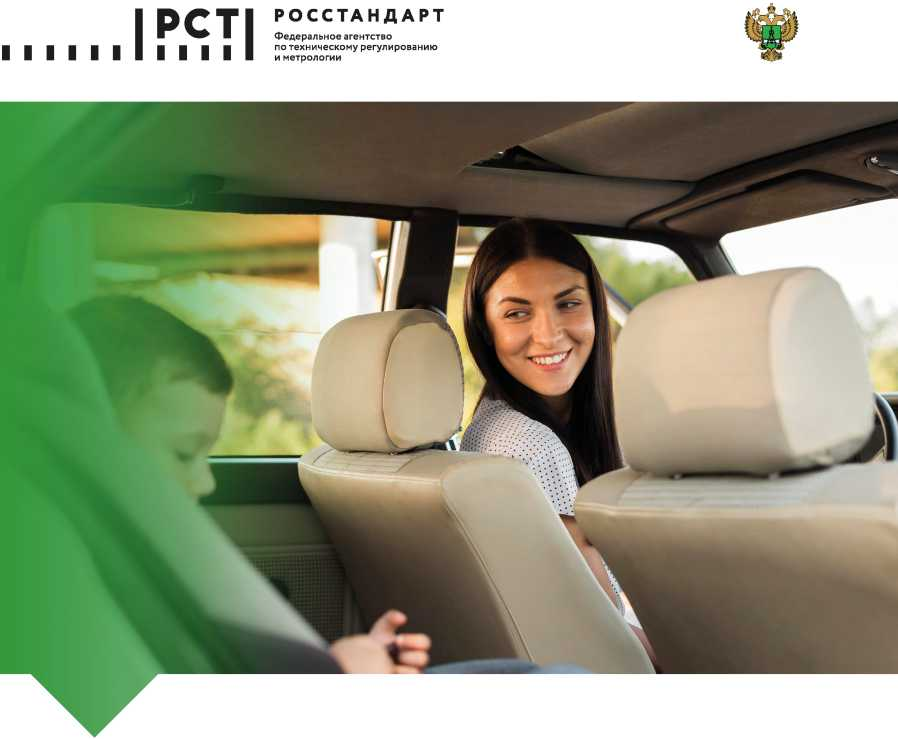 РСТ
РОССТАНДАРТ
Федеральное агентство
по техническому регулированию
и метрологии